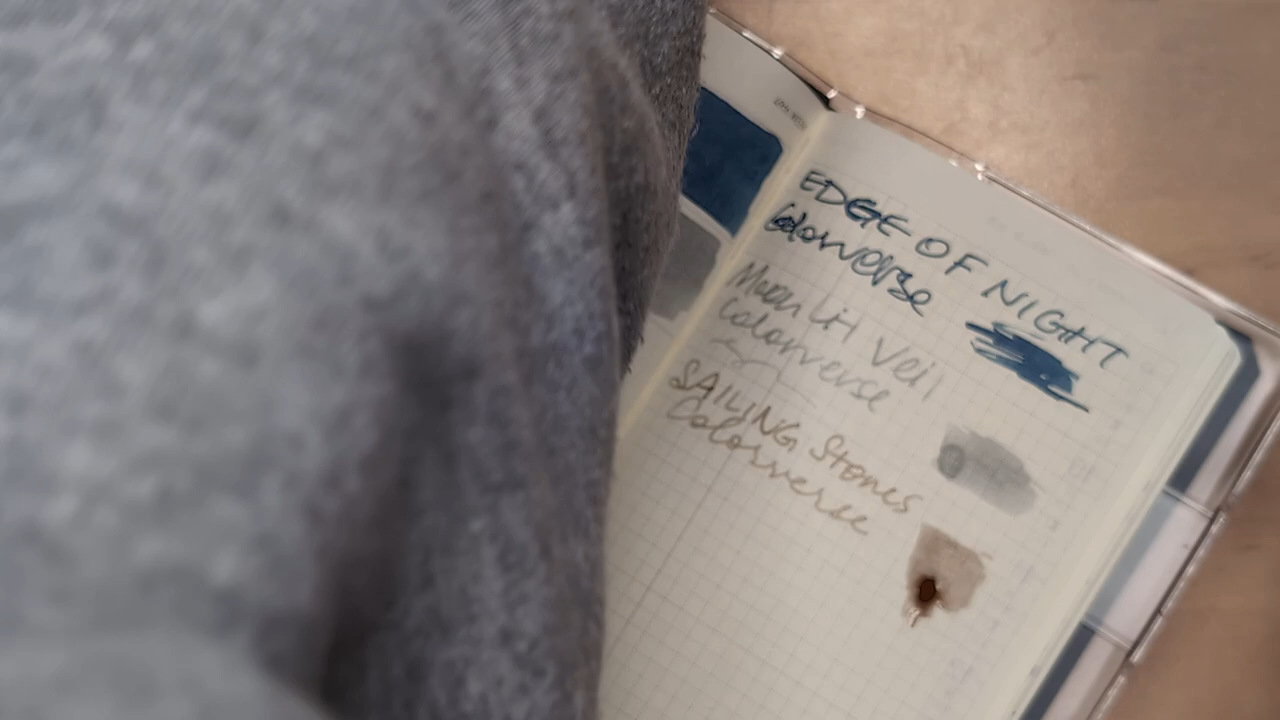 EDGE OF NIGHT
Colorverse
Moon Lit Veil
Colorverse
SAILING Stones
Colorverse